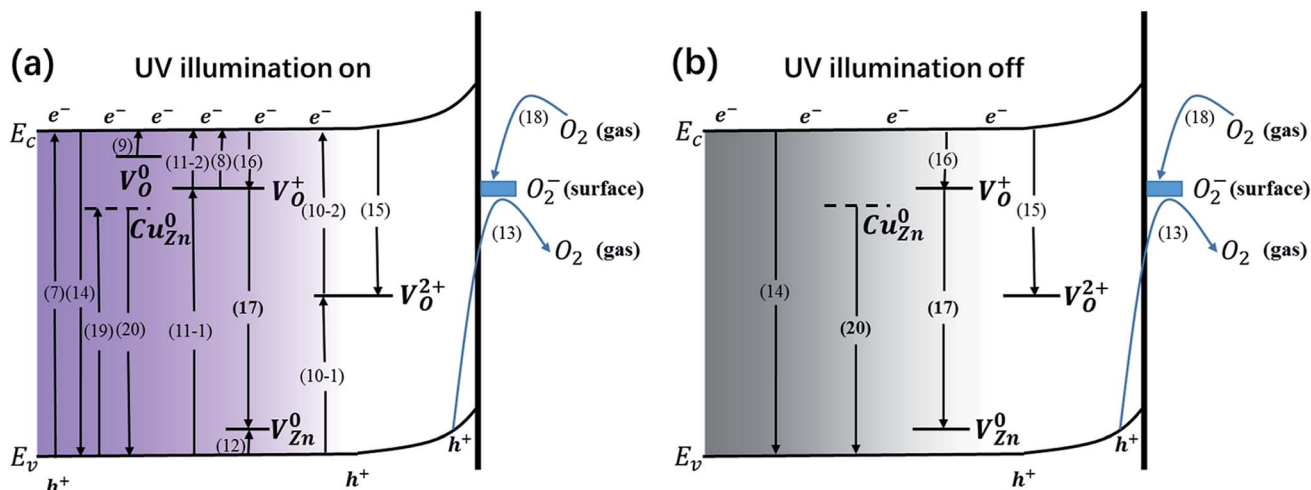 (a) UV illumination on
e⁻ e⁻ e⁻ e⁻ e⁻ e⁻
E_c
(9) (11-2) (8) (16)
V_O^0
V_O^+
Cu_Zn^0
(10-2) (15)
(7) (14) (19) (20) (11-1) (17)
V_O^{2+}
(10-1)
V_Zn^0
(12)
E_v
h⁺ h⁺ h⁺
(18)
O_2 (gas)
O_2^- (surface)
(13)
O_2 (gas)
(b) UV illumination off
e⁻ e⁻ e⁻ e⁻
E_c
(16)
V_O^+
Cu_Zn^0
(15)
(14) (20) (17)
V_O^{2+}
V_Zn^0
E_v
h⁺ h⁺
(18)
O_2 (gas)
O_2^- (surface)
(13)
O_2 (gas)